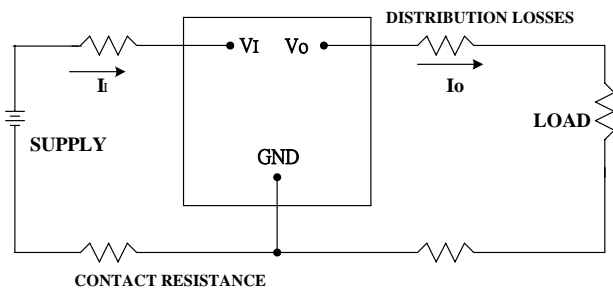 DISTRIBUTION LOSSES
VI VO
II IO
LOAD
SUPPLY
GND
CONTACT RESISTANCE